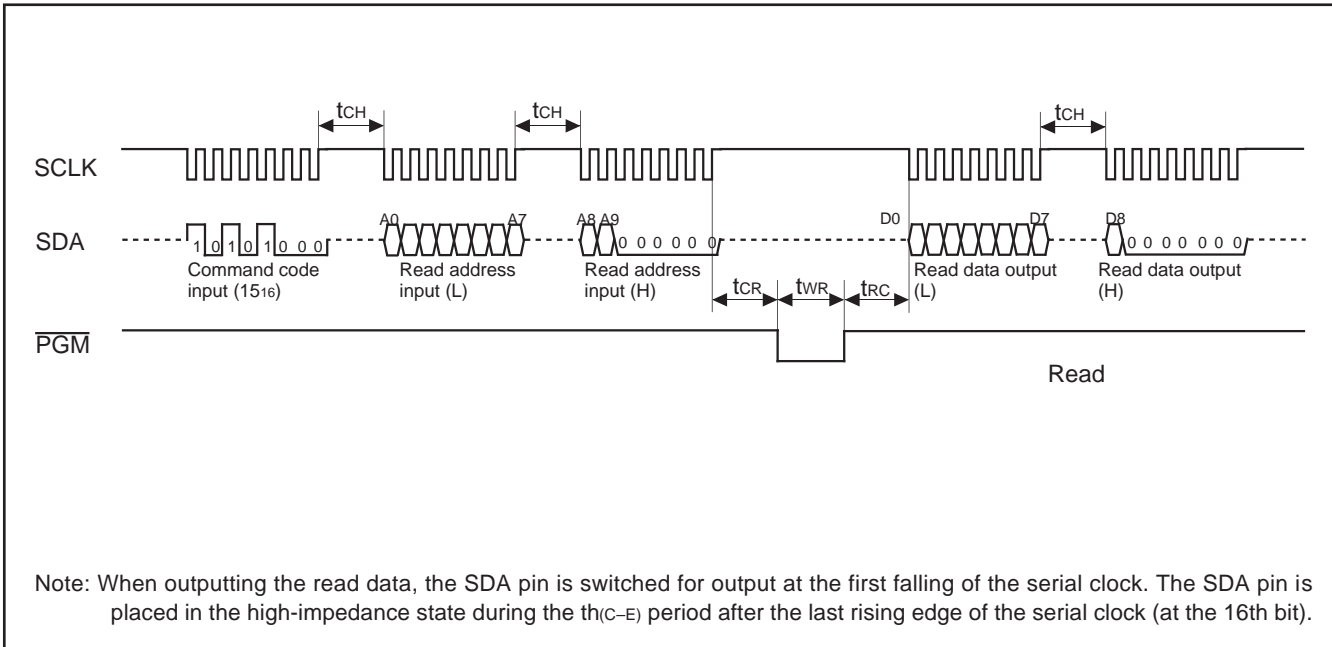 tCH tCH tCH
SCLK
A0 A7 A8 A9 D0 D7 D8
SDA
1 0 1 0 1 0 0 0
0 0 0 0 0 0
0 0 0 0 0 0 0
Command code
input (1516)
Read address
input (L)
Read address
input (H)
Read data output
(L)
Read data output
(H)
tCR tWR tRC
PGM
Read
Note: When outputting the read data, the SDA pin is switched for output at the first falling of the serial clock. The SDA pin is
placed in the high-impedance state during the th(C–E) period after the last rising edge of the serial clock (at the 16th bit).